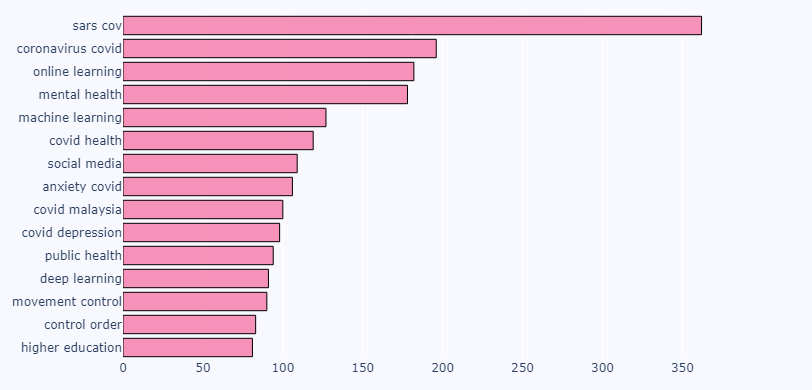 sars cov
coronavirus covid
online learning
mental health
machine learning
covid health
social media
anxiety covid
covid malaysia
covid depression
public health
deep learning
movement control
control order
higher education
0 50 100 150 200 250 300 350